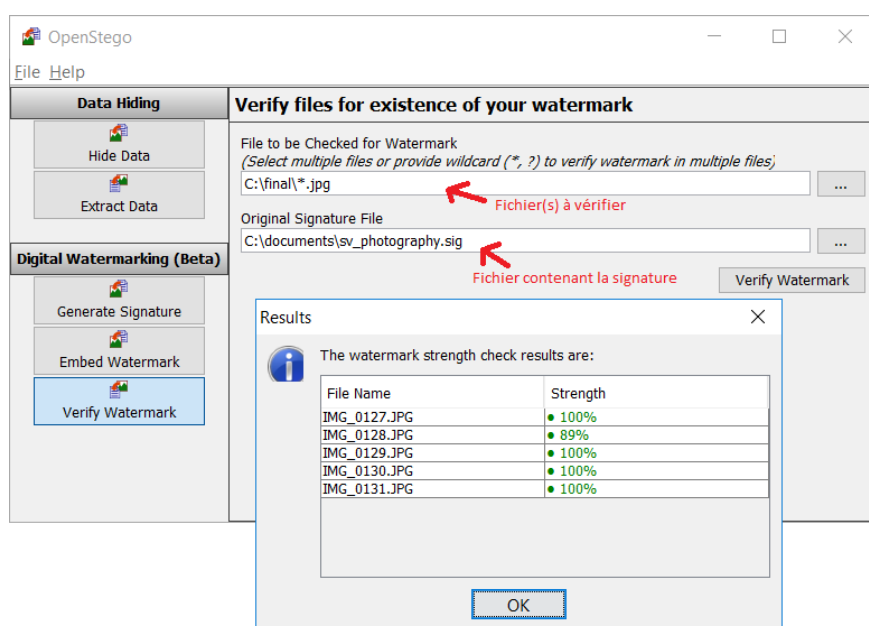 OpenStego
File Help
Data Hiding
Hide Data
Extract Data
Digital Watermarking (Beta)
Generate Signature
Embed Watermark
Verify Watermark
Verify files for existence of your watermark
File to be Checked for Watermark
(Select multiple files or provide wildcard (*, ?) to verify watermark in multiple files)
C:\final\*.jpg
...
Fichier(s) à vérifier
Original Signature File
C:\documents\sv_photography.sig
...
Fichier contenant la signature
Verify Watermark
Results
The watermark strength check results are:
File Name Strength
IMG_0127.JPG • 100%
IMG_0128.JPG • 89%
IMG_0129.JPG • 100%
IMG_0130.JPG • 100%
IMG_0131.JPG • 100%
OK